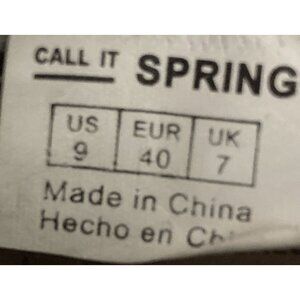 CALL IT SPRING
US EUR UK
9 40 7
Made in China
Hecho en